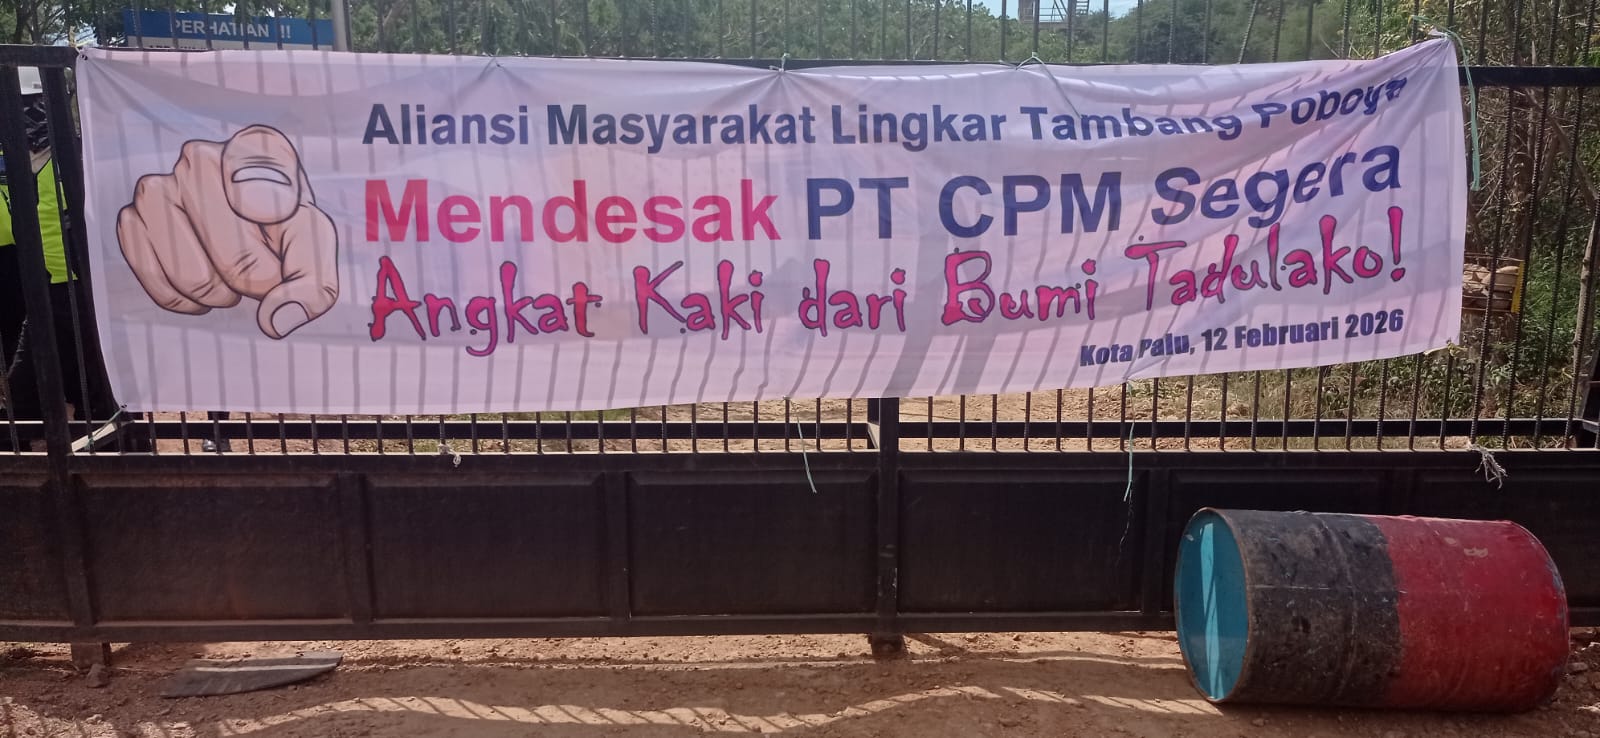 PERHATIAN !!
Aliansi Masyarakat Lingkar Tambang Poboya
Mendesak PT CPM Segera
Angkat Kaki dari Bumi Tadulako!
Kota Palu, 12 Februari 2026